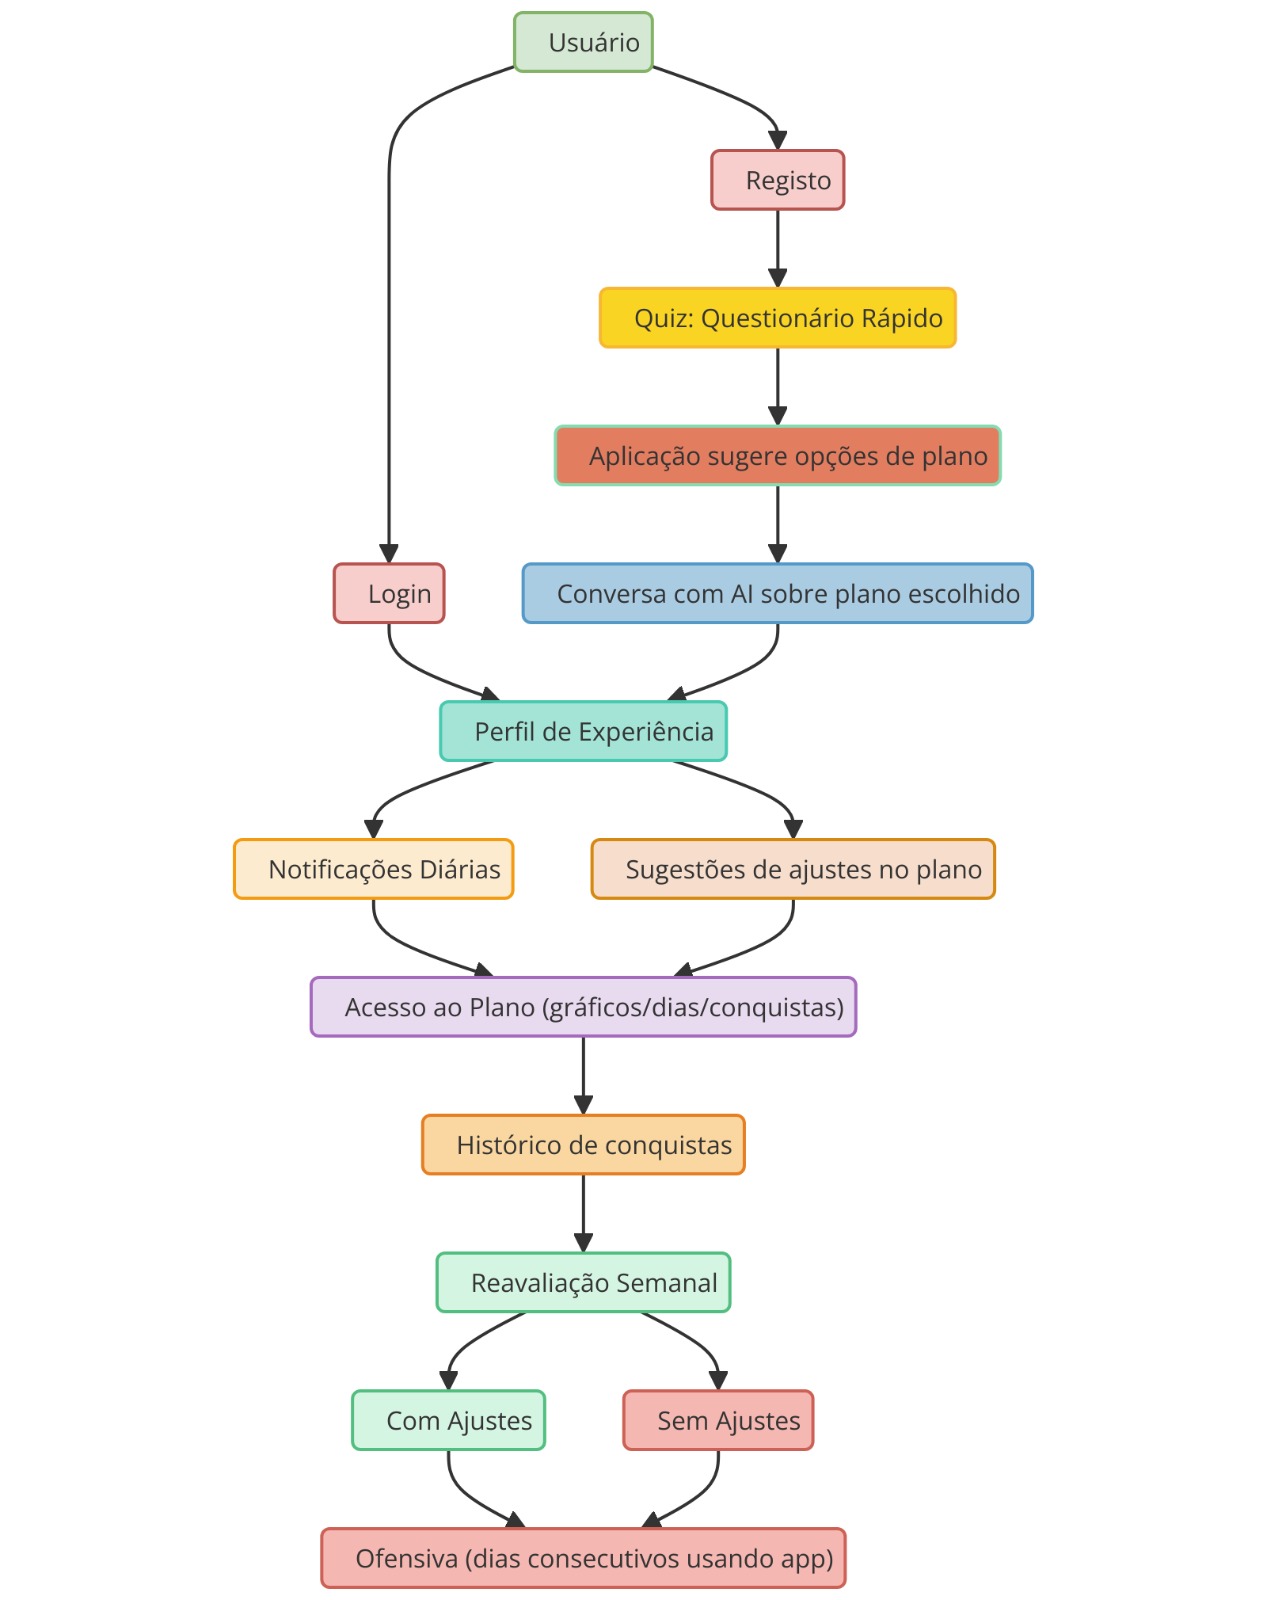 Usuário
Registo
Quiz: Questionário Rápido
Aplicação sugere opções de plano
Login
Conversa com AI sobre plano escolhido
Perfil de Experiência
Notificações Diárias
Sugestões de ajustes no plano
Acesso ao Plano (gráficos/dias/conquistas)
Histórico de conquistas
Reavaliação Semanal
Com Ajustes
Sem Ajustes
Ofensiva (dias consecutivos usando app)